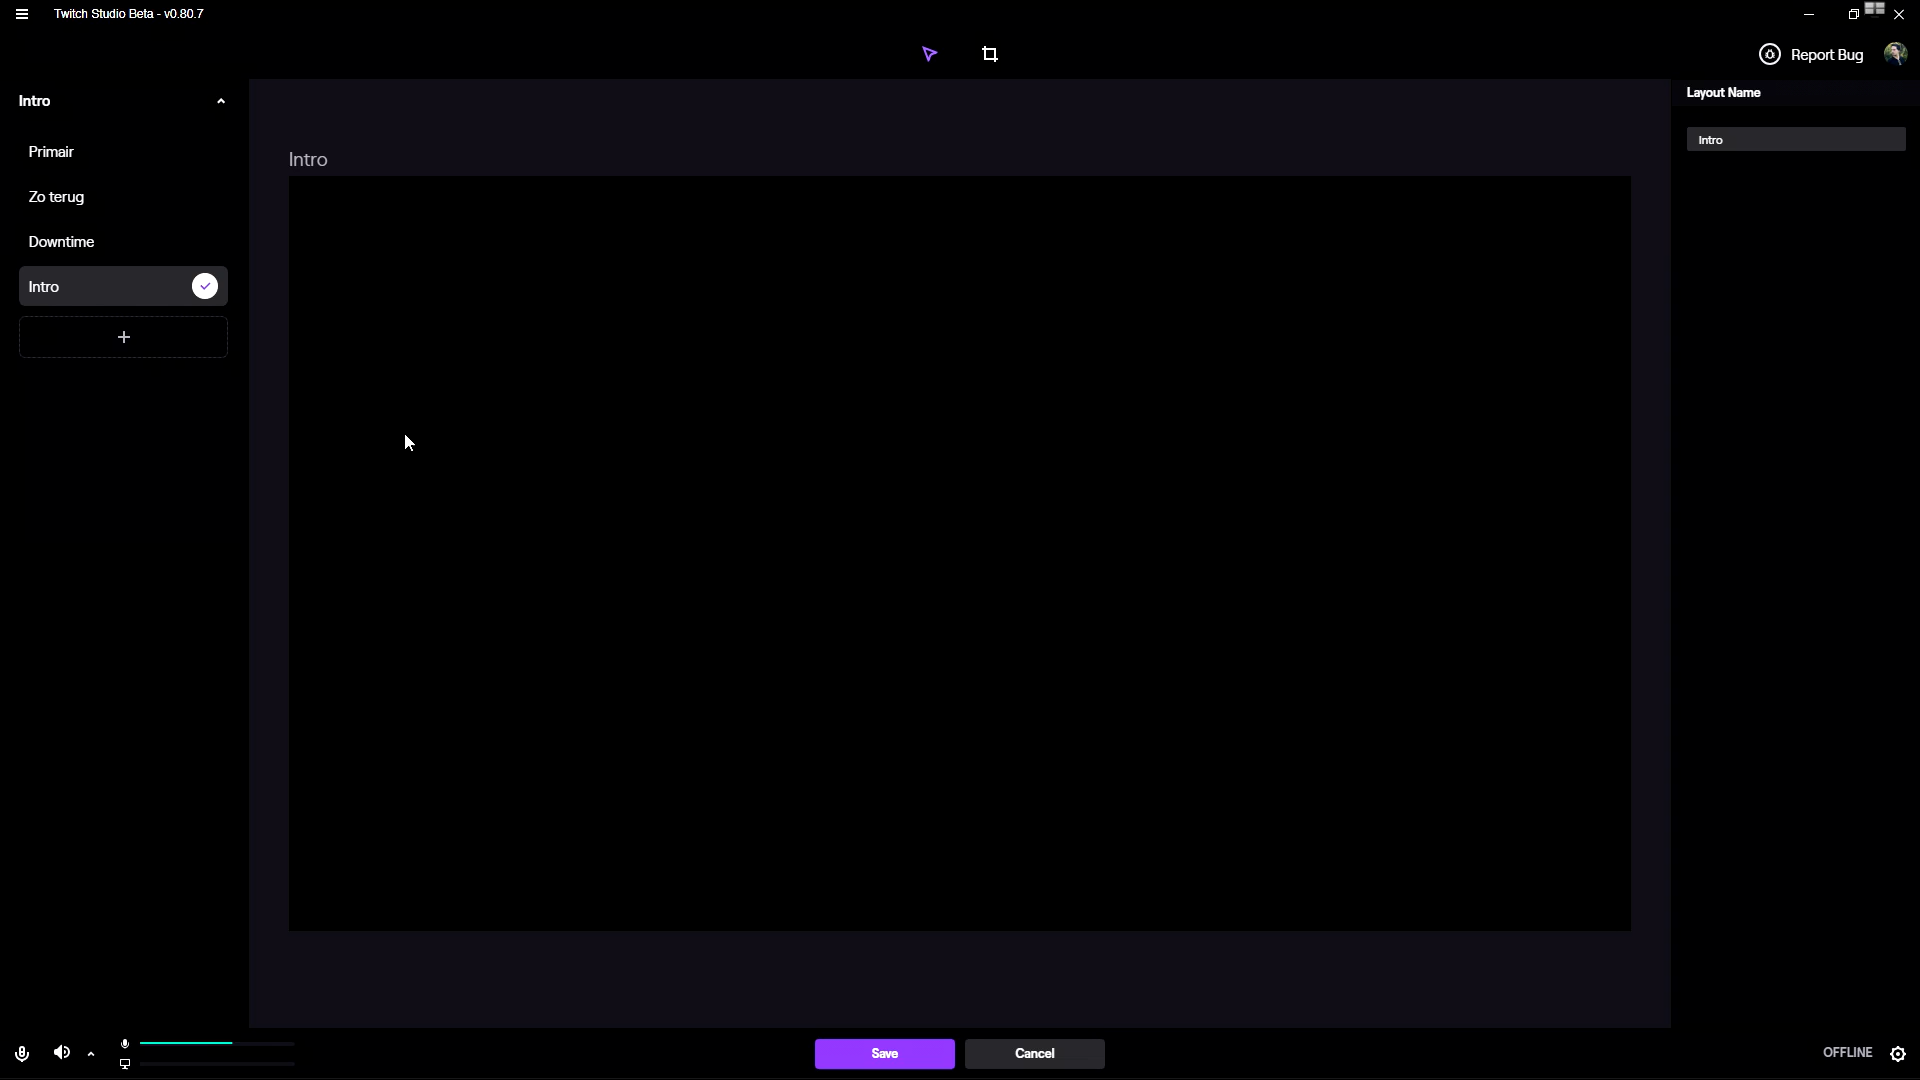 Twitch Studio Beta - v0.80.7
Report Bug
Intro
Layout Name
Primair
Intro
Intro
Zo terug
Downtime
Intro
Save
Cancel
OFFLINE